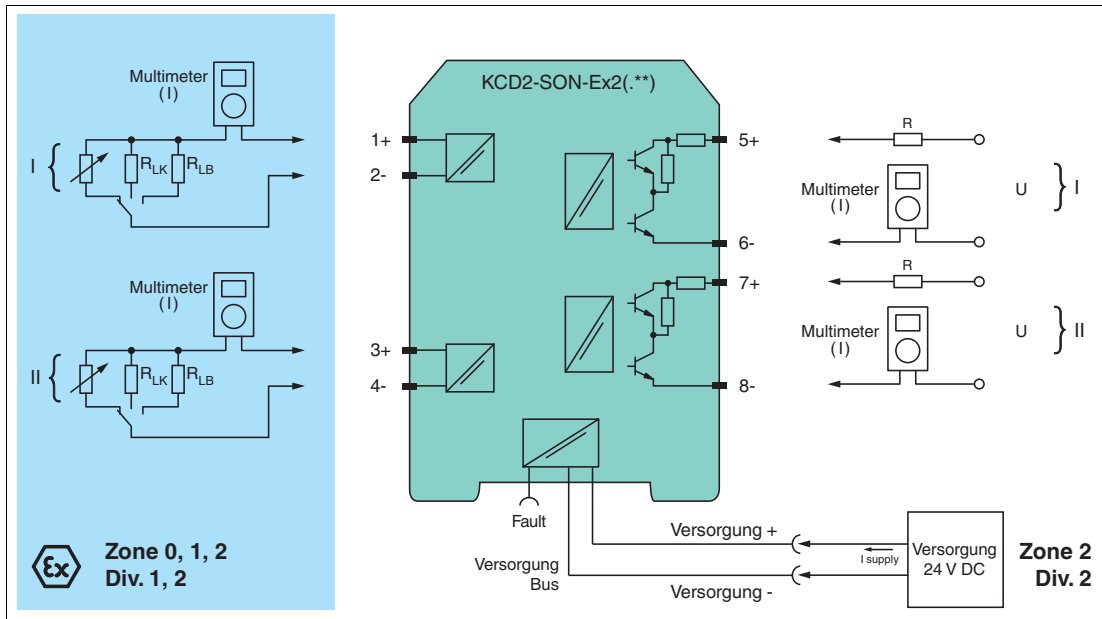 KCD2-SON-Ex2(.**)
Multimeter
(I)
I
RLK
RLB
Multimeter
(I)
II
RLK
RLB
1+
2-
3+
4-
5+
6-
7+
8-
R
Multimeter
(I)
U
I
R
Multimeter
(I)
U
II
Fault
Versorgung +
Versorgung
Bus
Versorgung -
I supply
Versorgung
24 V DC
Ex
Zone 0, 1, 2
Div. 1, 2
Zone 2
Div. 2